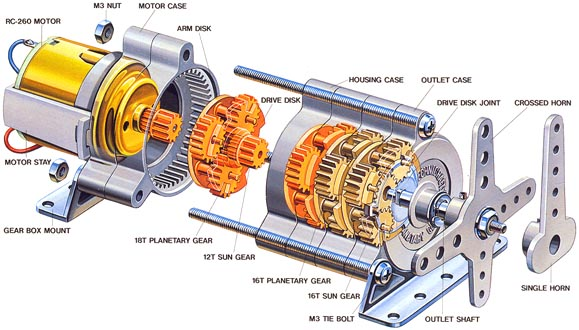 M3 NUT
MOTOR CASE
RC-260 MOTOR
ARM DISK
HOUSING CASE
OUTLET CASE
DRIVE DISK
DRIVE DISK JOINT
CROSSED HORN
MOTOR STAY
GEAR BOX MOUNT
18T PLANETARY GEAR
12T SUN GEAR
16T PLANETARY GEAR
16T SUN GEAR
M3 TIE BOLT
OUTLET SHAFT
SINGLE HORN